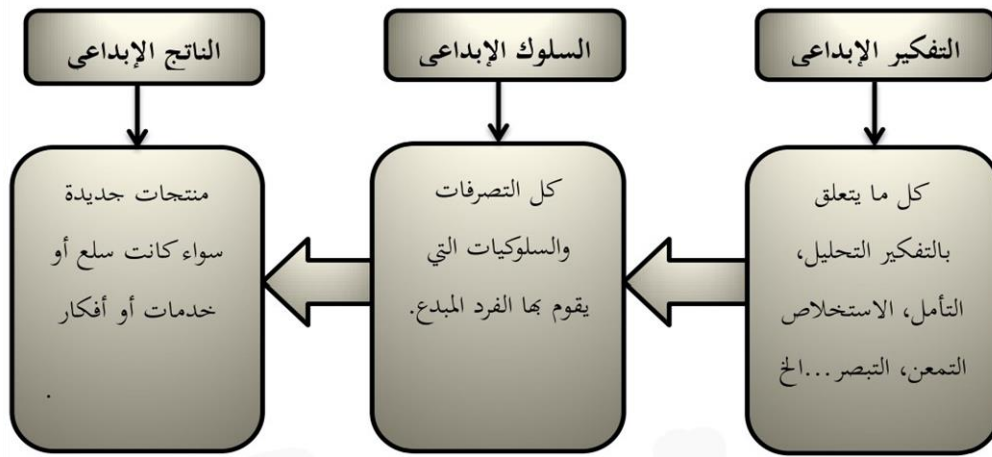 التفكير الإبداعي
السلوك الإبداعي
الناتج الإبداعي
كل ما يتعلق
بالتفكير التحليل،
التأمل، الاستخلاص
التمعن، التبصر...الخ
كل التصرفات
والسلوكيات التي
يقوم بها الفرد المبدع.
منتجات جديدة
سواء كانت سلع أو
خدمات أو أفكار
.